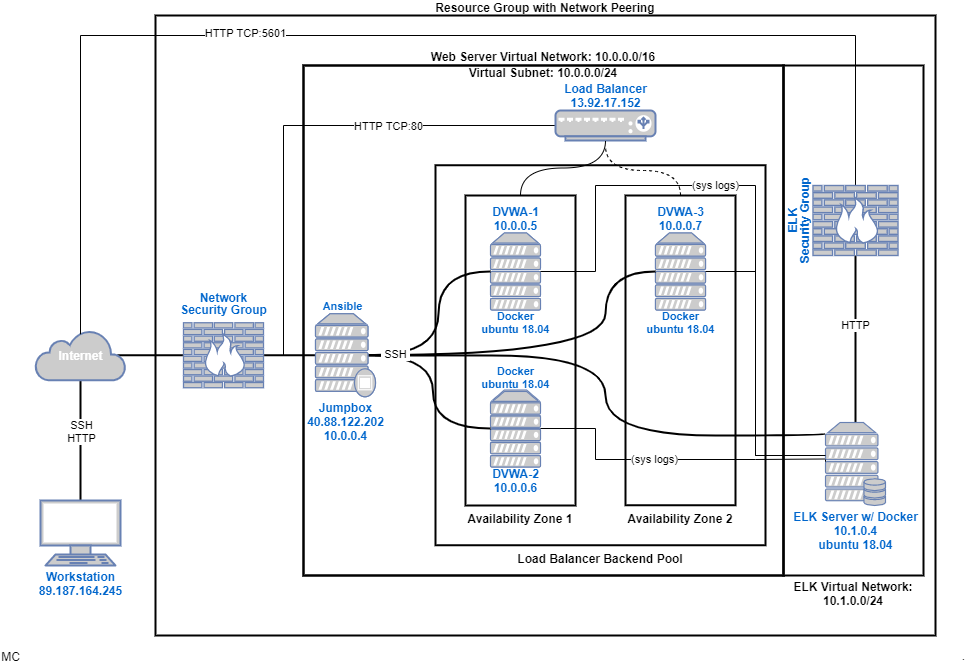 Resource Group with Network Peering
HTTP TCP:5601
Web Server Virtual Network: 10.0.0.0/16
Virtual Subnet: 10.0.0.0/24
Load Balancer
13.92.17.152
HTTP TCP:80
(sys logs)
DVWA-1
10.0.0.5
Docker
ubuntu 18.04
DVWA-3
10.0.0.7
Docker
ubuntu 18.04
ELK
Security Group
Network
Security Group
Ansible
Internet
SSH
HTTP
Jumpbox
40.88.122.202
10.0.0.4
Docker
ubuntu 18.04
DVWA-2
10.0.0.6
(sys logs)
SSH
HTTP
Availability Zone 1
Availability Zone 2
ELK Server w/ Docker
10.1.0.4
ubuntu 18.04
Load Balancer Backend Pool
Workstation
89.187.164.245
ELK Virtual Network:
10.1.0.0/24
MC
.